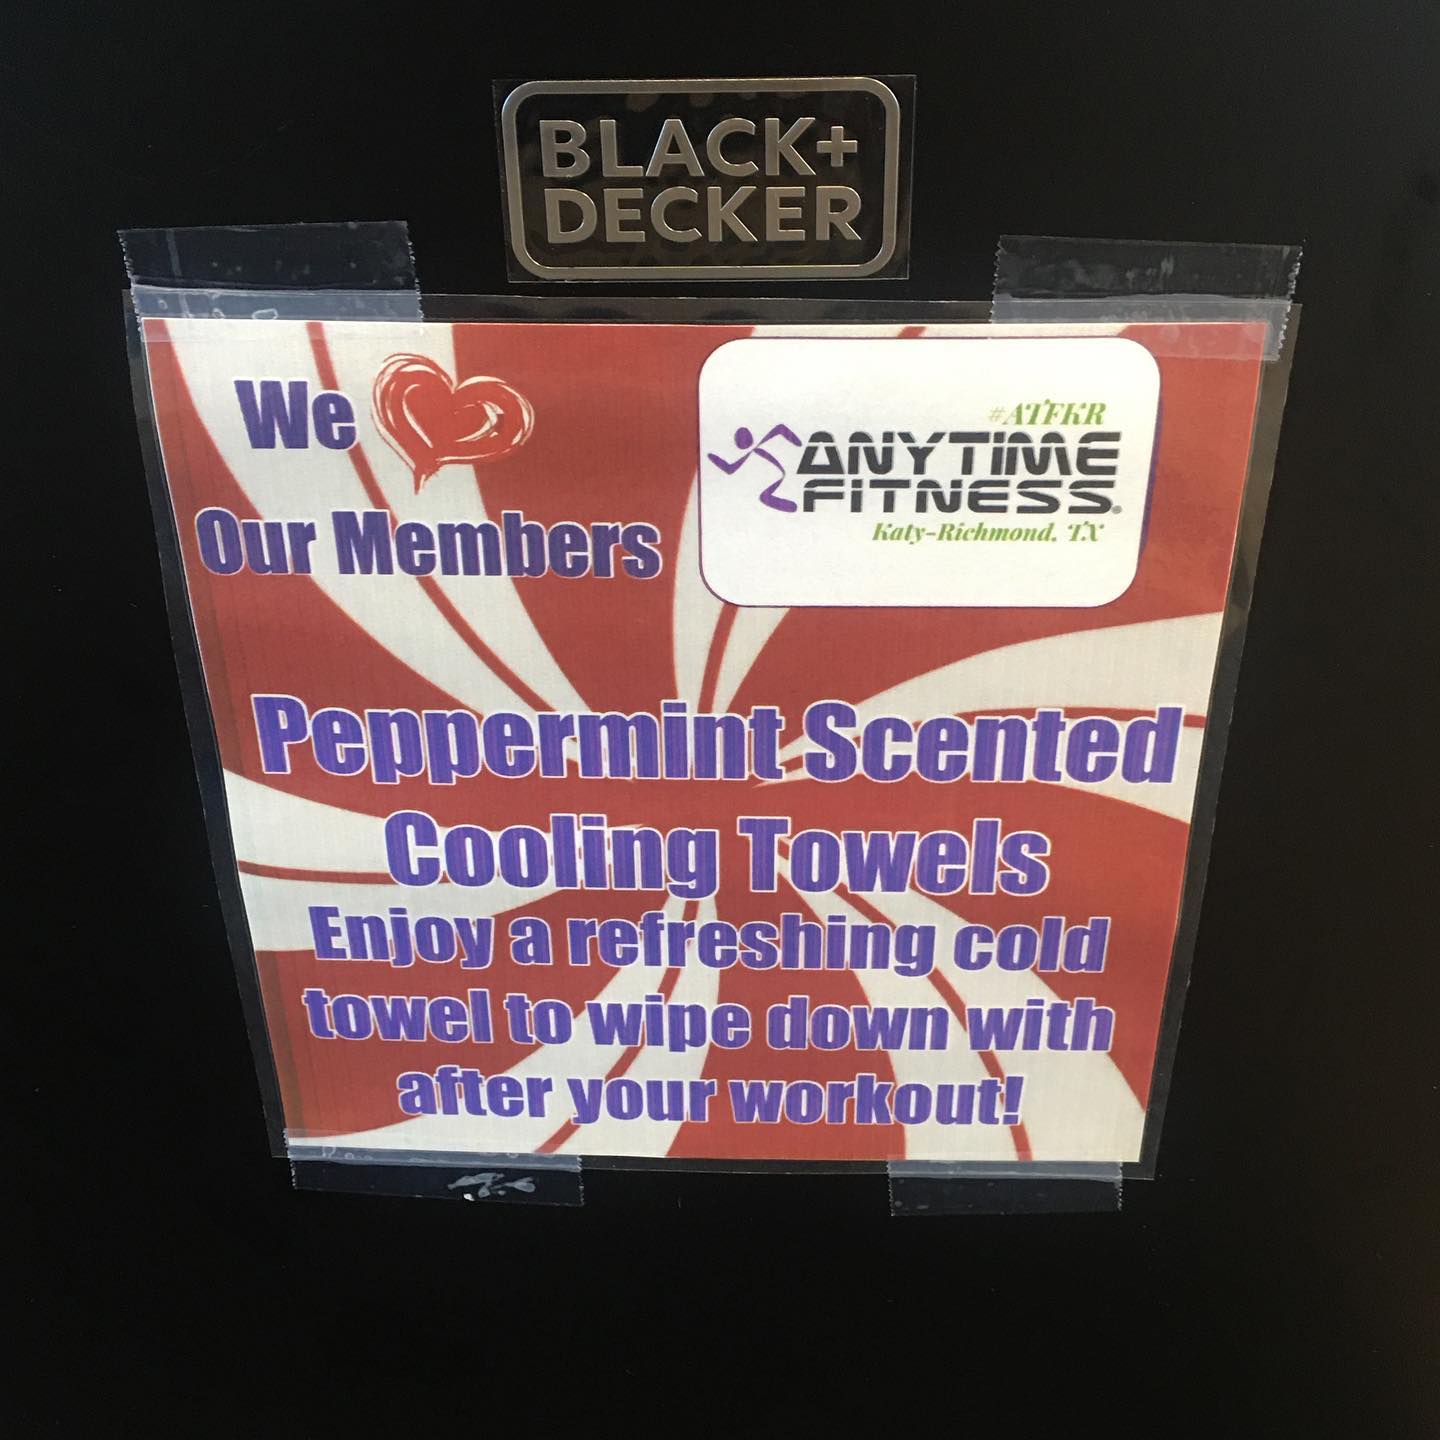 BLACK+
DECKER
We
Our Members
#ATFKR
ANYTIME
FITNESS®
Katy-Richmond, TX
Peppermint Scented
Cooling Towels
Enjoy a refreshing cold
towel to wipe down with
after your workout!